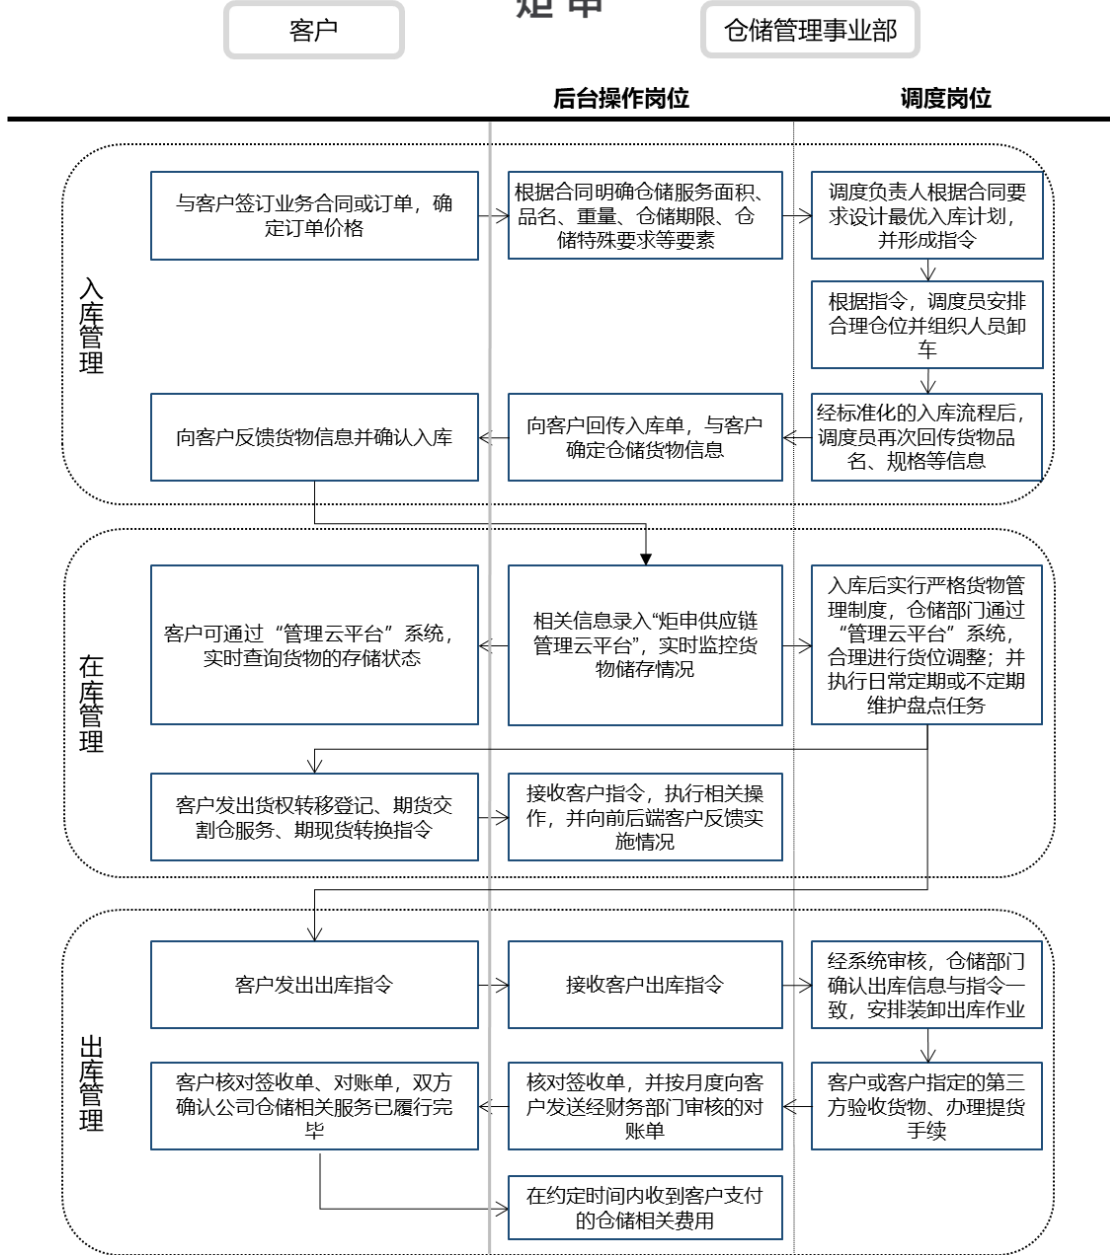 炬申
客户
仓储管理事业部
后台操作岗位
调度岗位
入库管理
与客户签订业务合同或订单，确
定订单价格
根据合同明确仓储服务面积、
品名、重量、仓储期限、仓
储特殊要求等要素
调度负责人根据合同要
求设计最优入库计划，
并形成指令
根据指令，调度员安排
合理仓位并组织人员卸
车
向客户反馈货物信息并确认入库
向客户回传入库单，与客户
确定仓储货物信息
经标准化的入库流程后，
调度员再次回传货物品
名、规格等信息
在库管理
客户可通过“管理云平台”系统，
实时查询货物的存储状态
相关信息录入“炬申供应链
管理云平台”，实时监控货
物储存情况
入库后实行严格货物管
理制度，仓储部门通过
“管理云平台”系统，
合理进行货位调整；并
执行日常定期或不定期
维护盘点任务
客户发出货权转移登记、期货交
割仓服务、期现货转换指令
接收客户指令，执行相关操
作，并向前后端客户反馈实
施情况
出库管理
客户发出出库指令
接收客户出库指令
经系统审核，仓储部门
确认出库信息与指令一
致，安排装卸出库作业
客户核对签收单、对账单，双方
确认公司仓储相关服务已履行完
毕
核对签收单，并按月度向客
户发送经财务部门审核的对
账单
客户或客户指定的第三
方验收货物、办理提货
手续
在约定时间内收到客户支付
的仓储相关费用